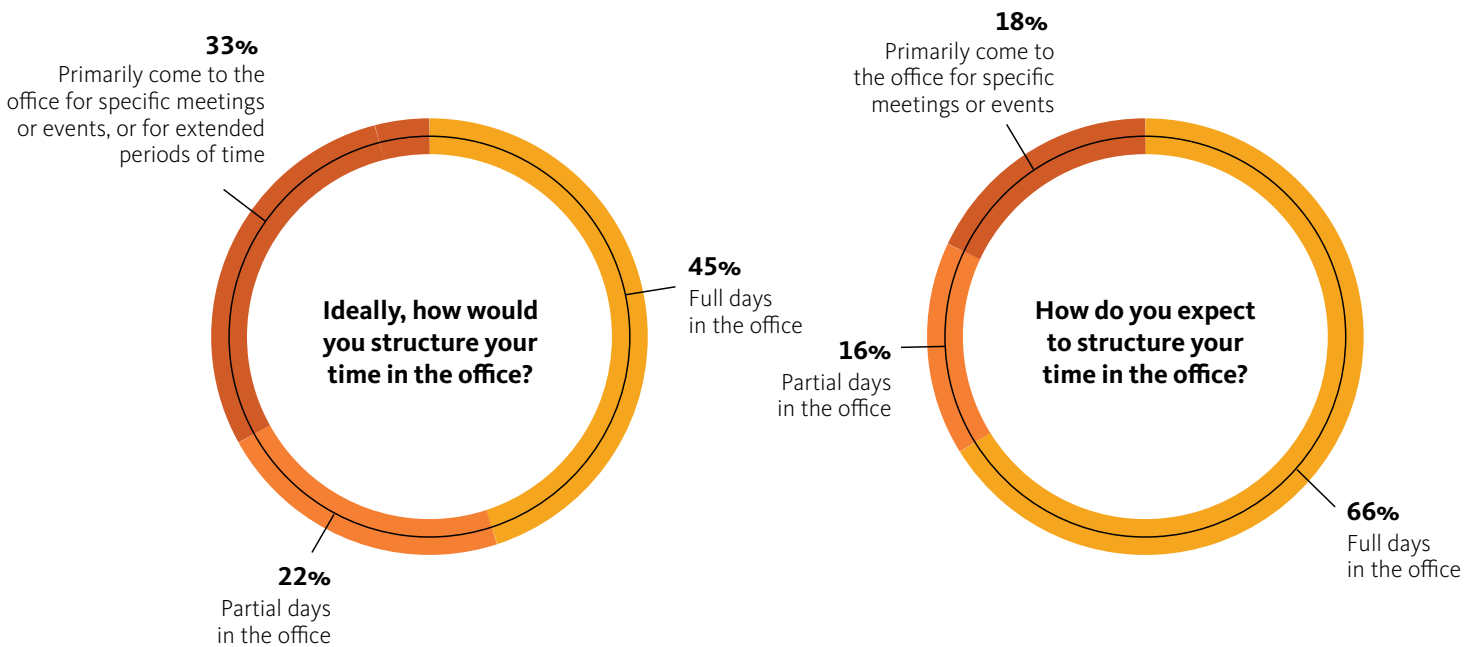 33%
Primarily come to the
office for specific meetings
or events, or for extended
periods of time
Ideally, how would
you structure your
time in the office?
45%
Full days
in the office
22%
Partial days
in the office
18%
Primarily come to
the office for specific
meetings or events
How do you expect
to structure your
time in the office?
16%
Partial days
in the office
66%
Full days
in the office